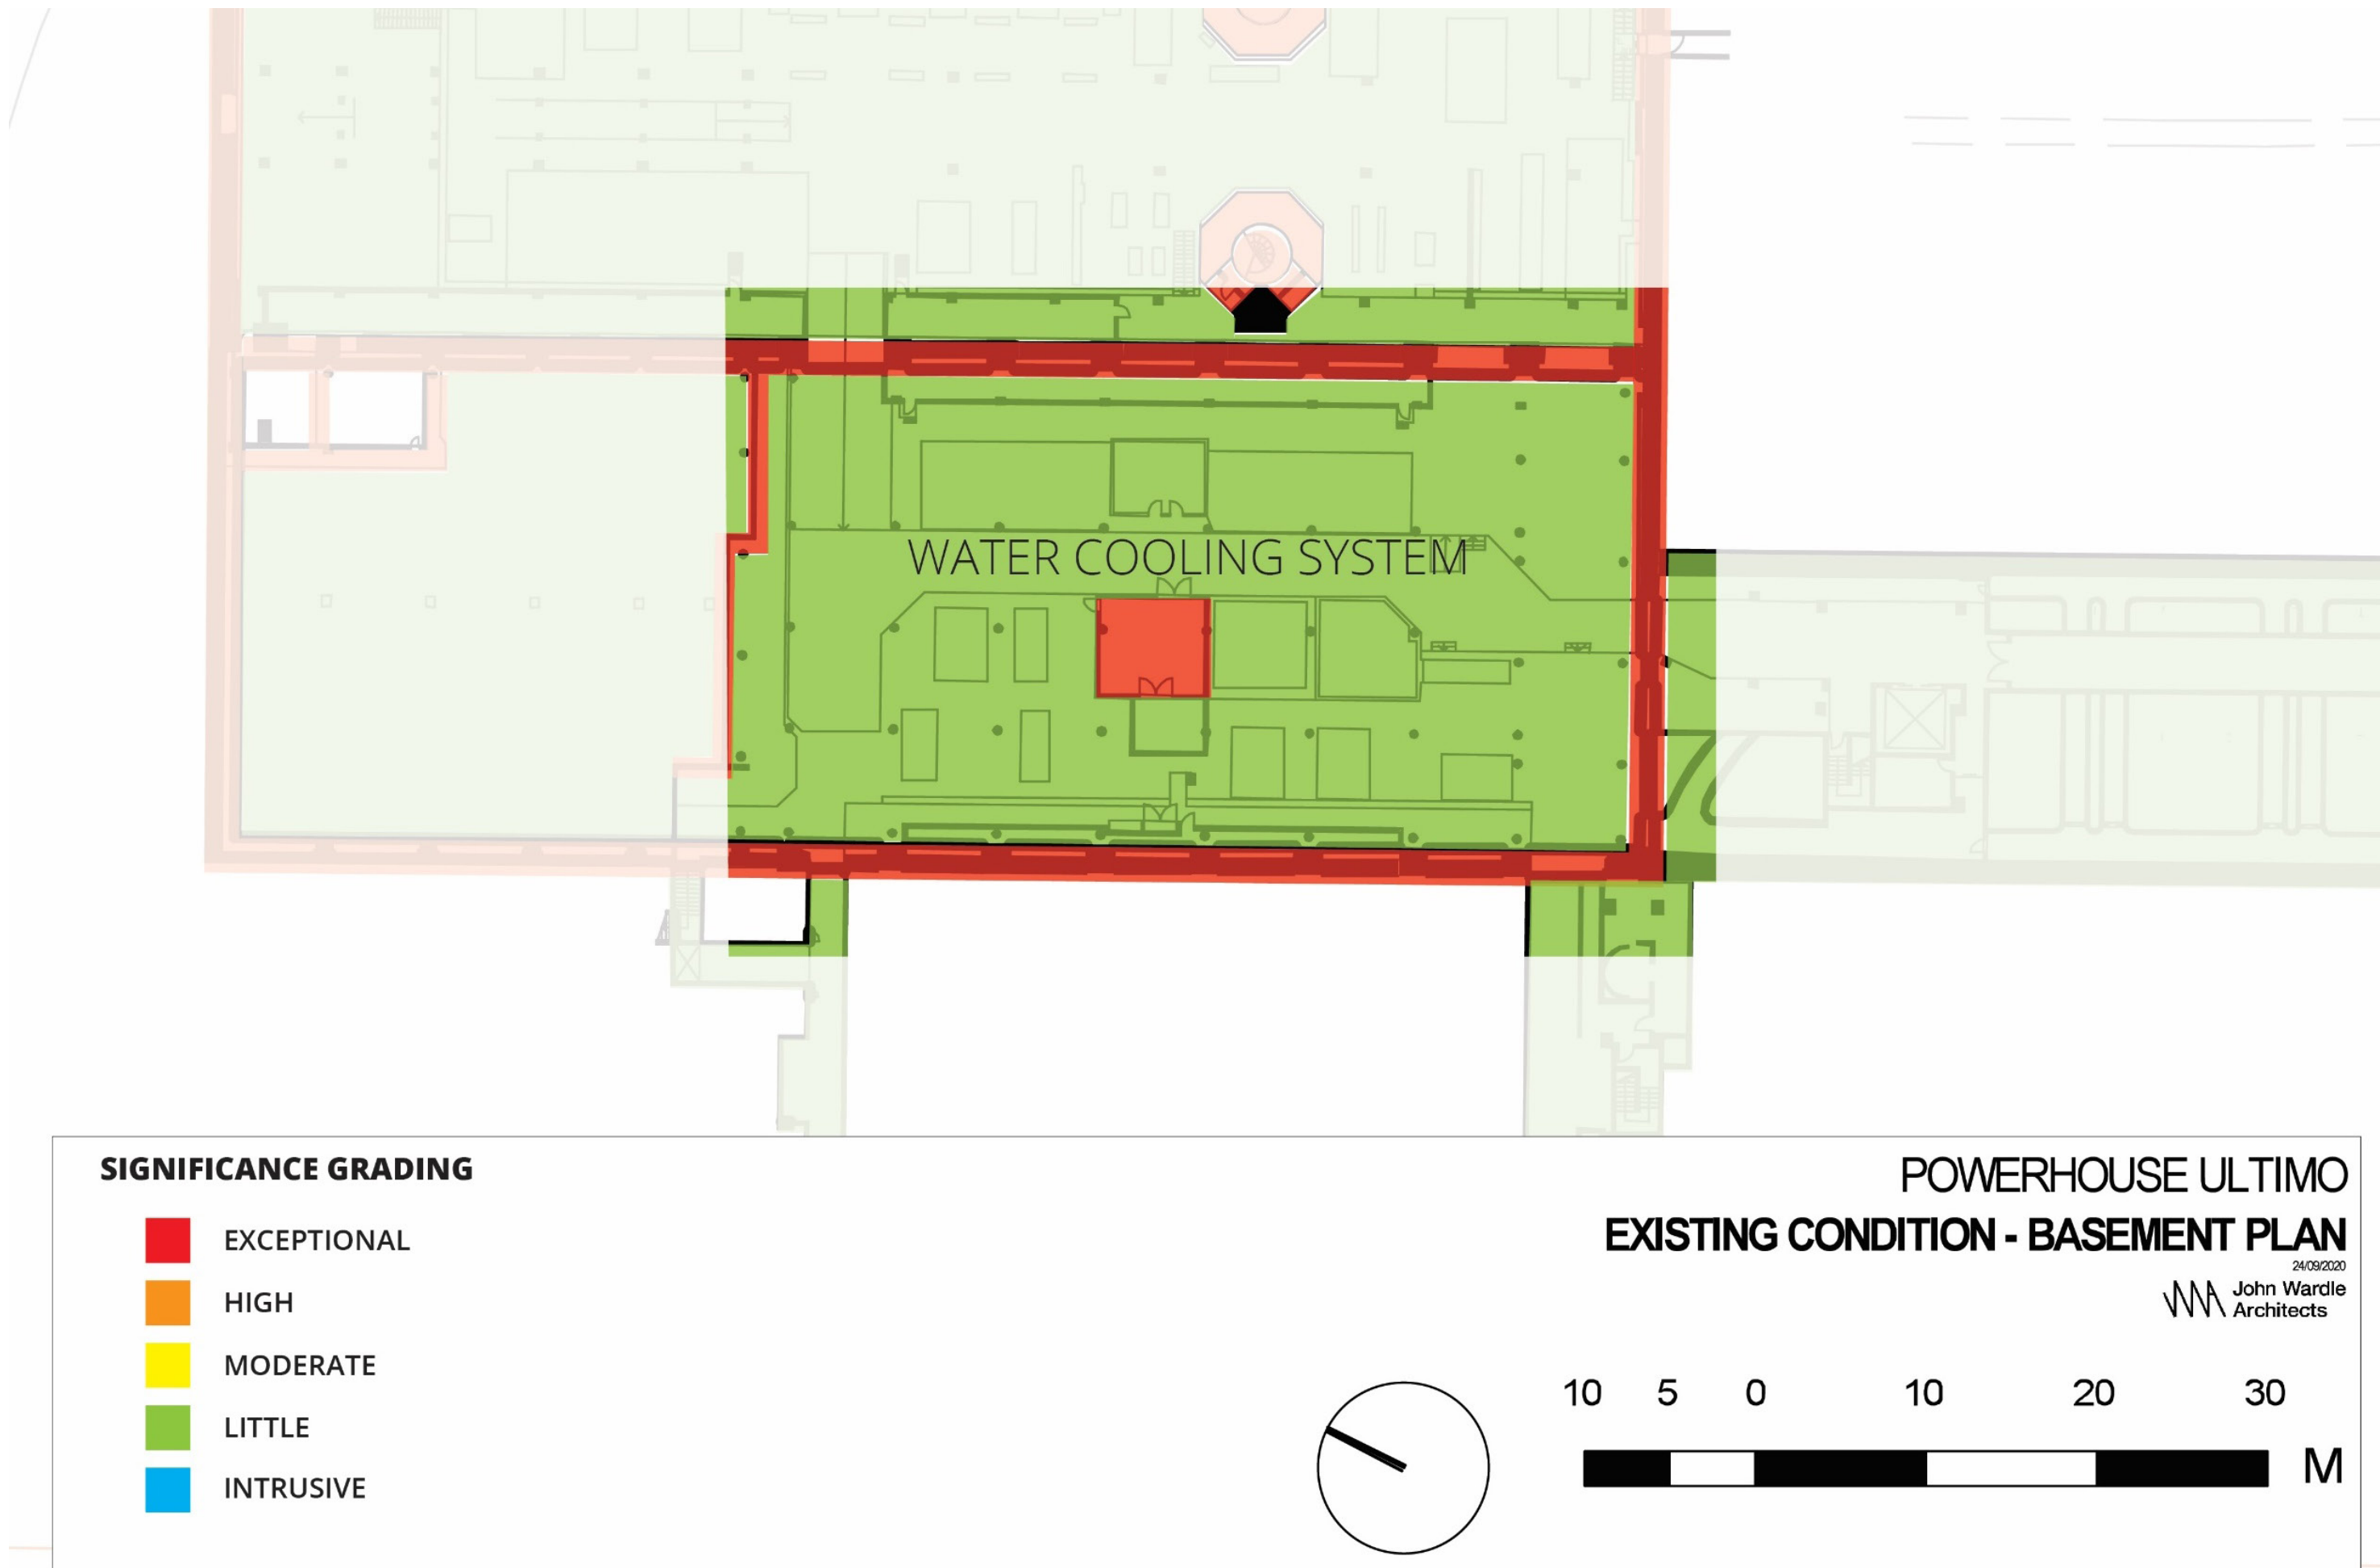 WATER COOLING SYSTEM
SIGNIFICANCE GRADING
EXCEPTIONAL
HIGH
MODERATE
LITTLE
INTRUSIVE
POWERHOUSE ULTIMO
EXISTING CONDITION - BASEMENT PLAN
24/09/2020
John Wardle
Architects
10 5 0 10 20 30
M